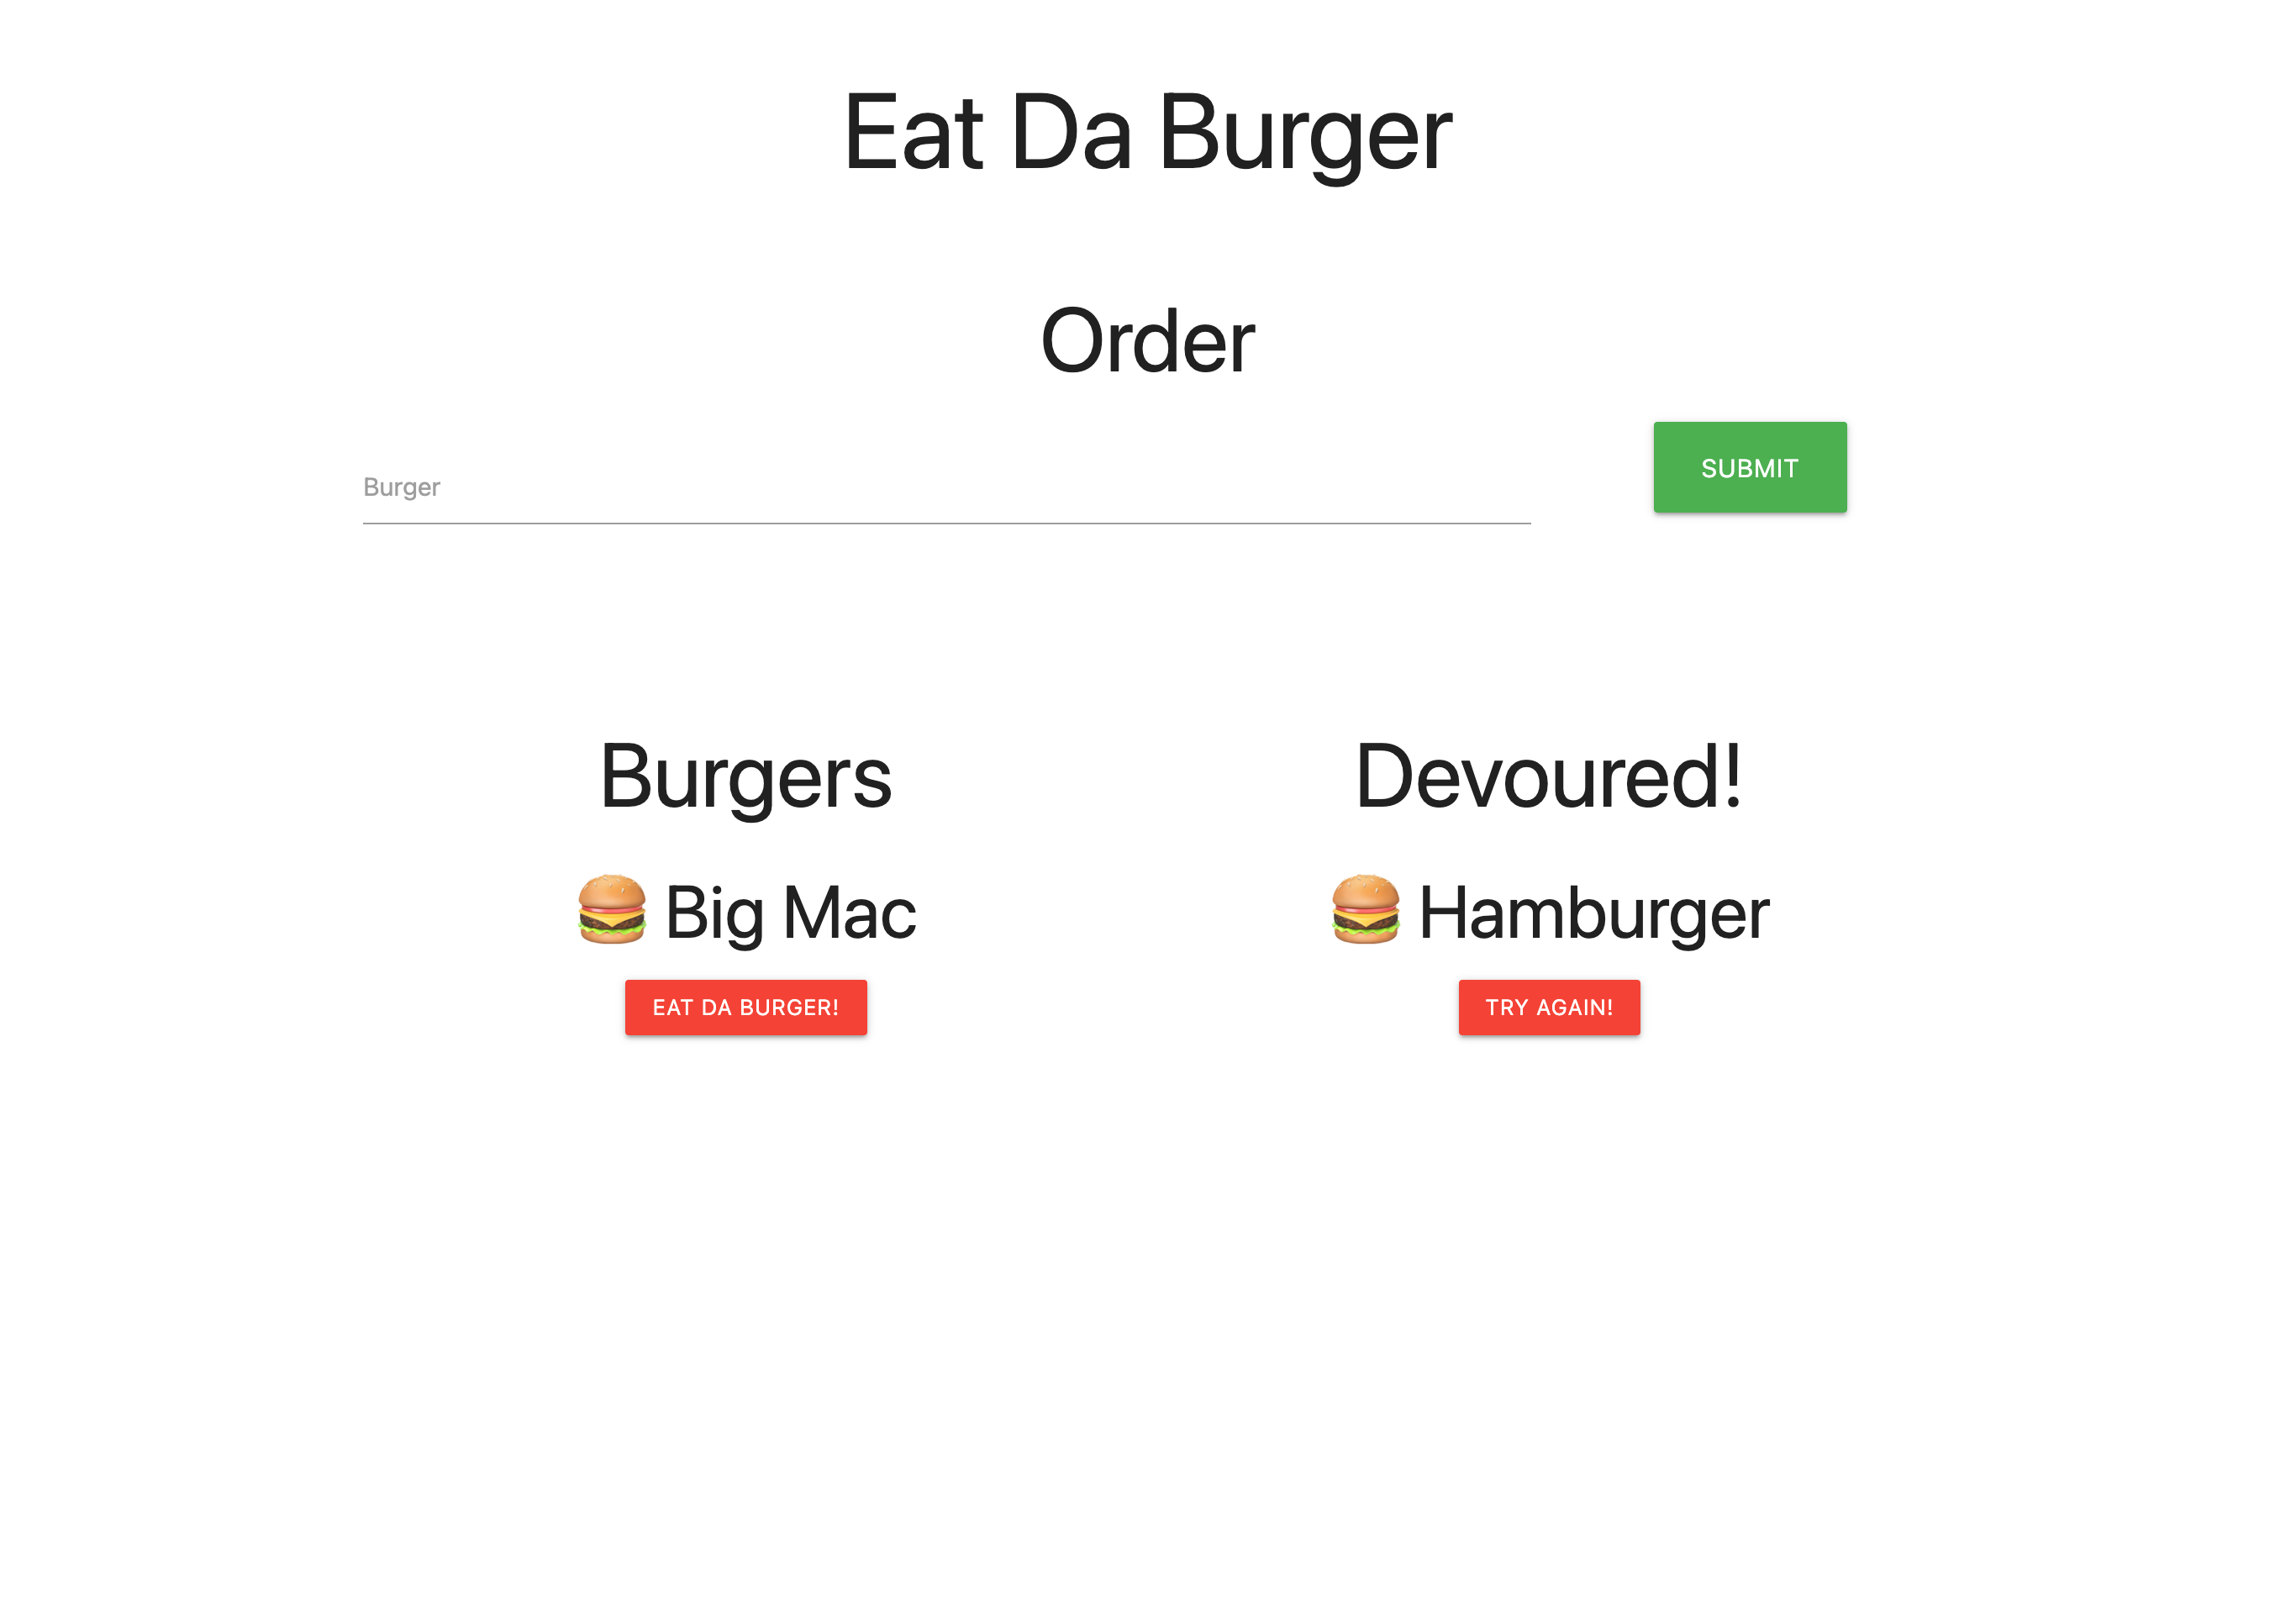 Eat Da Burger
Order
Burger
SUBMIT
Burgers
🍔 Big Mac
EAT DA BURGER!
Devoured!
🍔 Hamburger
TRY AGAIN!